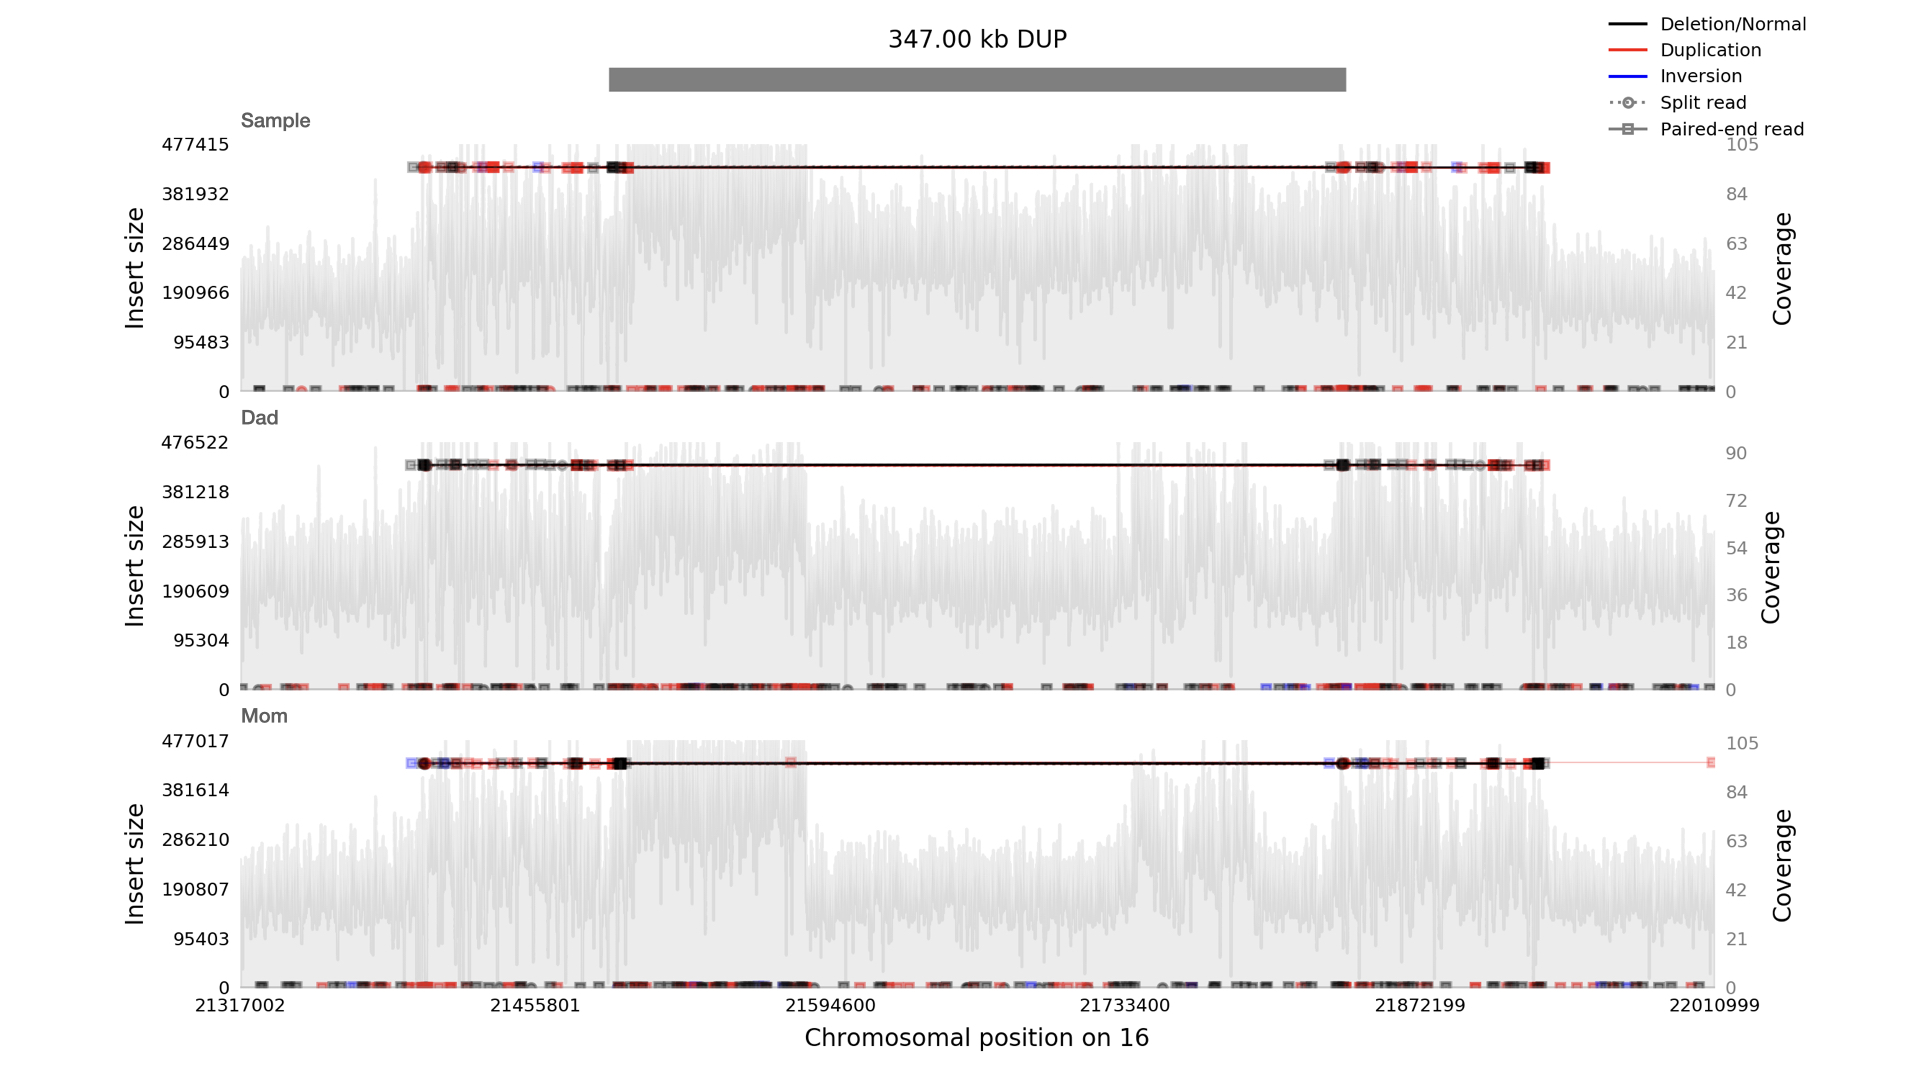 347.00 kb DUP
Deletion/Normal
Duplication
Inversion
Split read
Paired-end read
Sample
477415
381932
286449
190966
95483
0
Insert size
105
84
63
42
21
0
Coverage
Dad
476522
381218
285913
190609
95304
0
Insert size
90
72
54
36
18
0
Coverage
Mom
477017
381614
286210
190807
95403
0
Insert size
105
84
63
42
21
0
Coverage
21317002 21455801 21594600 21733400 21872199 22010999
Chromosomal position on 16